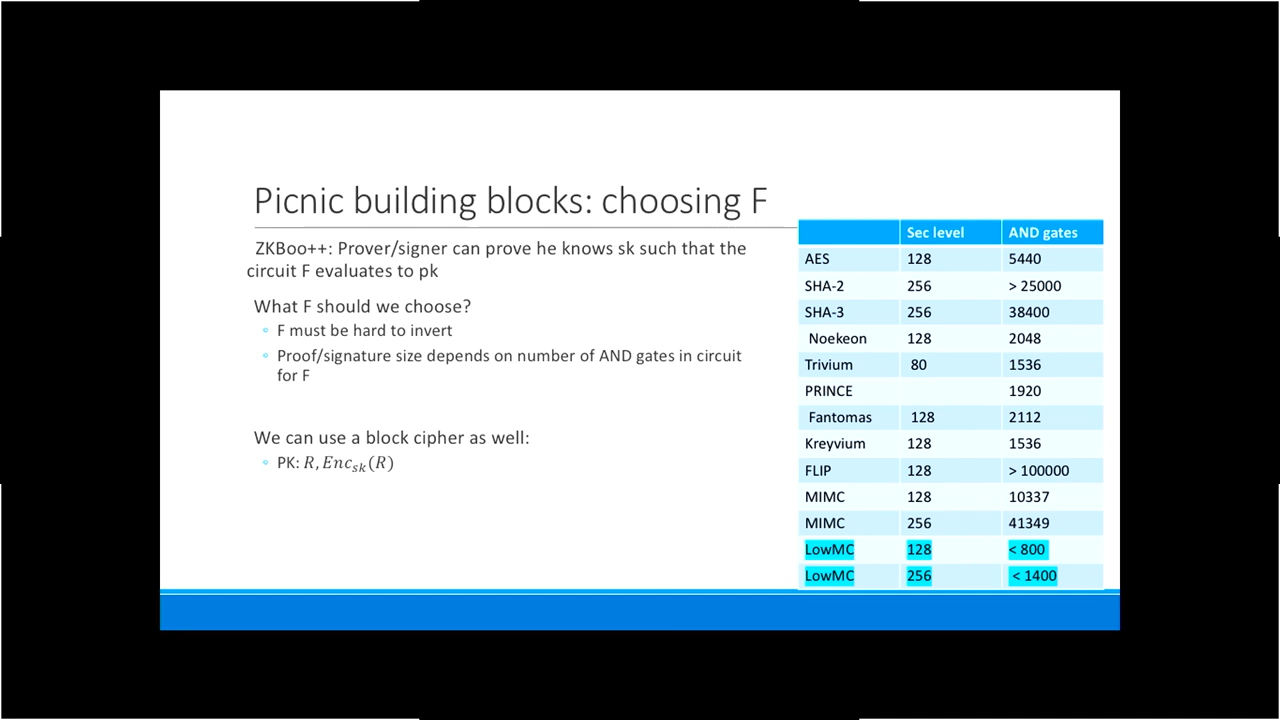 Picnic building blocks: choosing F
ZKBoo++: Prover/signer can prove he knows sk such that the
circuit F evaluates to pk
What F should we choose?
◦ F must be hard to invert
◦ Proof/signature size depends on number of AND gates in circuit
for F
We can use a block cipher as well:
◦ PK: R, Enc_sk(R)
Sec level AND gates
AES 128 5440
SHA-2 256 > 25000
SHA-3 256 38400
Noekeon 128 2048
Trivium 80 1536
PRINCE 1920
Fantomas 128 2112
Kreyvium 128 1536
FLIP 128 > 100000
MIMC 128 10337
MIMC 256 41349
LowMC 128 < 800
LowMC 256 < 1400